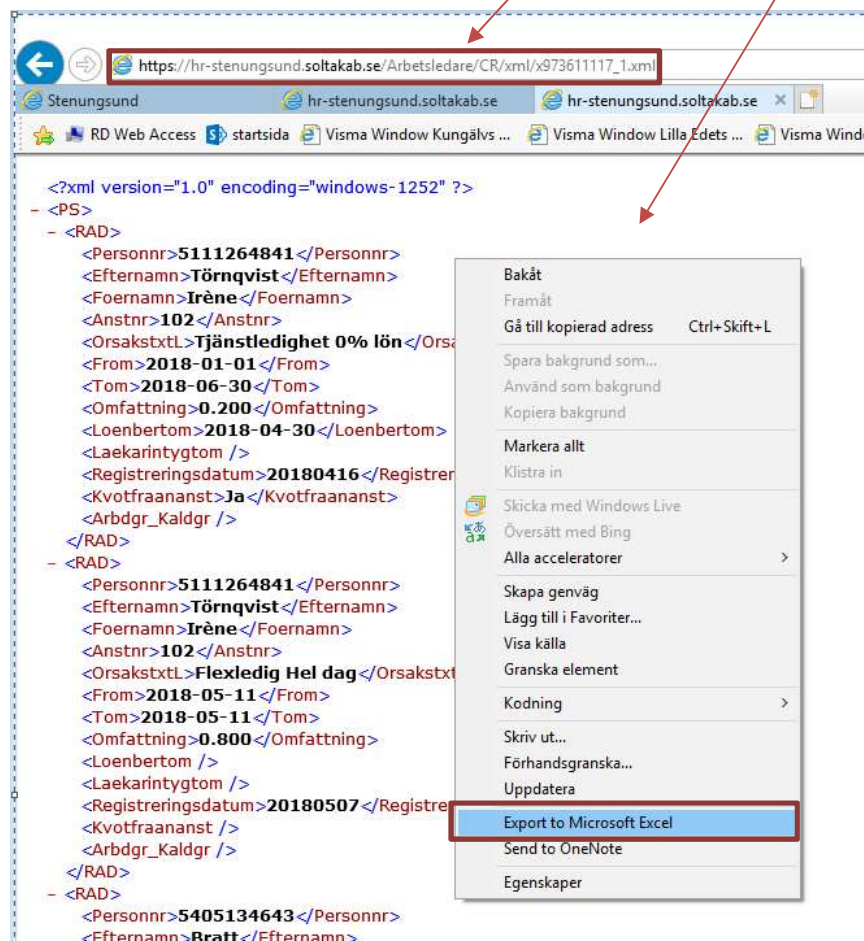 https://hr-stenungsund.soltakab.se/Arbetsledare/CR/xml/x973611117_1.xml
Stenungsund hr-stenungsund.soltakab.se hr-stenungsund.soltakab.se
RD Web Access startsida Visma Window Kungälvs ... Visma Window Lilla Edets ... Visma Wind
<?xml version="1.0" encoding="windows-1252" ?>
- <PS>
- <RAD>
<Personnr>5111264841</Personnr>
<Efternamn>Törnqvist</Efternamn>
<Foernamn>Irène</Foernamn>
<Anstnr>102</Anstnr>
<OrsakstxtL>Tjänstledighet 0% lön</Orsa
<From>2018-01-01</From>
<Tom>2018-06-30</Tom>
<Omfattning>0.200</Omfattning>
<Loenbertom>2018-04-30</Loenbertom>
<Laekarintygtom />
<Registreringsdatum>20180416</Registrer
<Kvotfraananst>Ja</Kvotfraananst>
<Arbdgr_Kaldgr />
</RAD>
- <RAD>
<Personnr>5111264841</Personnr>
<Efternamn>Törnqvist</Efternamn>
<Foernamn>Irène</Foernamn>
<Anstnr>102</Anstnr>
<OrsakstxtL>Flexledig Hel dag</Orsakstxt
<From>2018-05-11</From>
<Tom>2018-05-11</Tom>
<Omfattning>0.800</Omfattning>
<Loenbertom />
<Laekarintygtom />
<Registreringsdatum>20180507</Registre
<Kvotfraananst />
<Arbdgr_Kaldgr />
</RAD>
- <RAD>
<Personnr>5405134643</Personnr>
<Efternamn>Bratt</Efternamn>
Bakåt
Framåt
Gå till kopierad adress Ctrl+Skift+L
Spara bakgrund som...
Använd som bakgrund
Kopiera bakgrund
Markera allt
Klistra in
Skicka med Windows Live
Översätt med Bing
Alla acceleratorer
Skapa genväg
Lägg till i Favoriter...
Visa källa
Granska element
Kodning
Skriv ut...
Förhandsgranska...
Uppdatera
Export to Microsoft Excel
Send to OneNote
Egenskaper